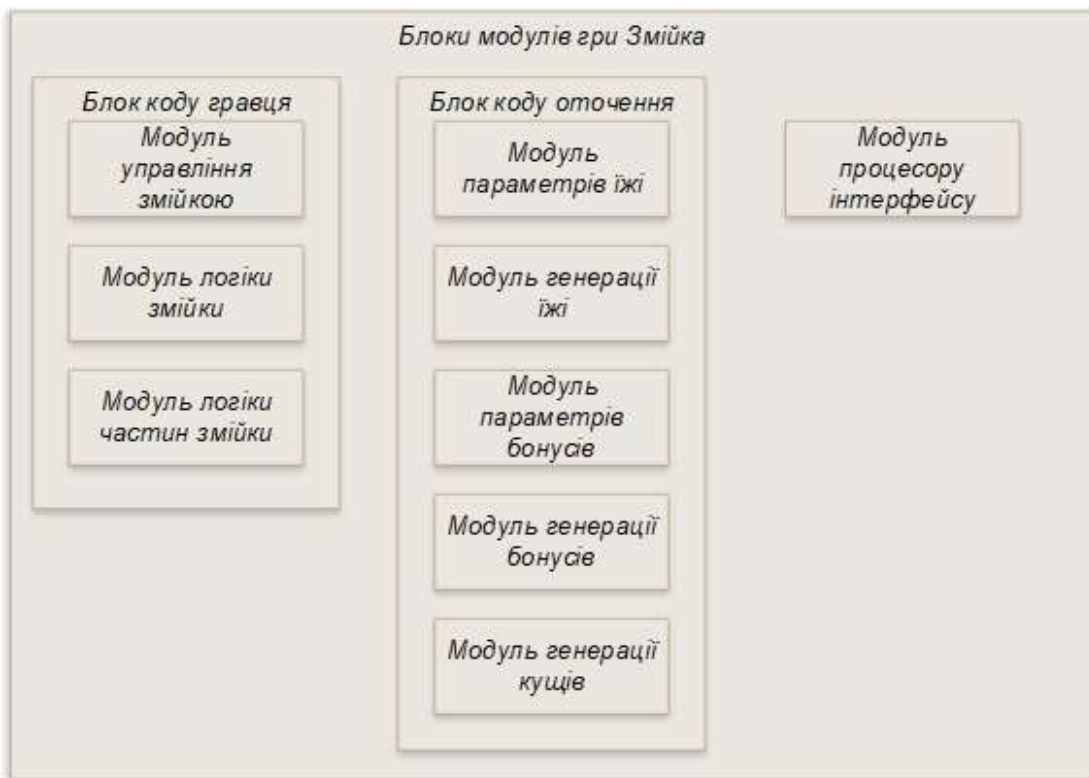 Блоки модулів гри Змійка
Блок коду гравця
Модуль
управління
змійкою
Модуль логіки
змійки
Модуль логіки
частин змійки
Блок коду оточення
Модуль
параметрів їжі
Модуль генерації
їжі
Модуль
параметрів
бонусів
Модуль генерації
бонусів
Модуль генерації
кущів
Модуль
процесору
інтерфейсу